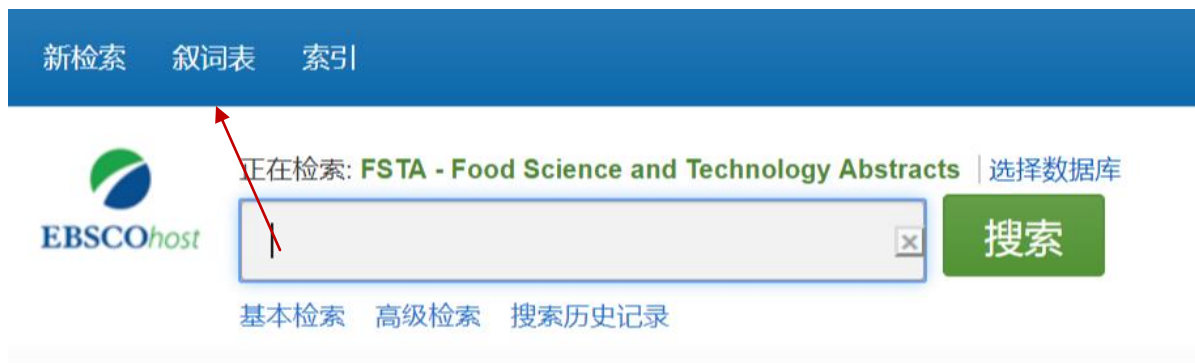 新检索 叙词表 索引
正在检索: FSTA - Food Science and Technology Abstracts | 选择数据库
EBSCOhost
搜索
基本检索 高级检索 搜索历史记录